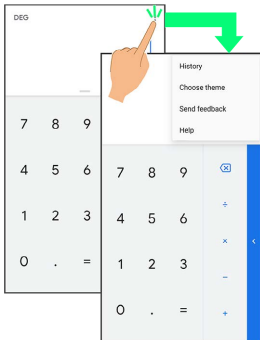 DEG
7 8 9
4 5 6
1 2 3
0 . =
History
Choose theme
Send feedback
Help
7 8 9
4 5 6 ÷
1 2 3 ×
0 . = −
+